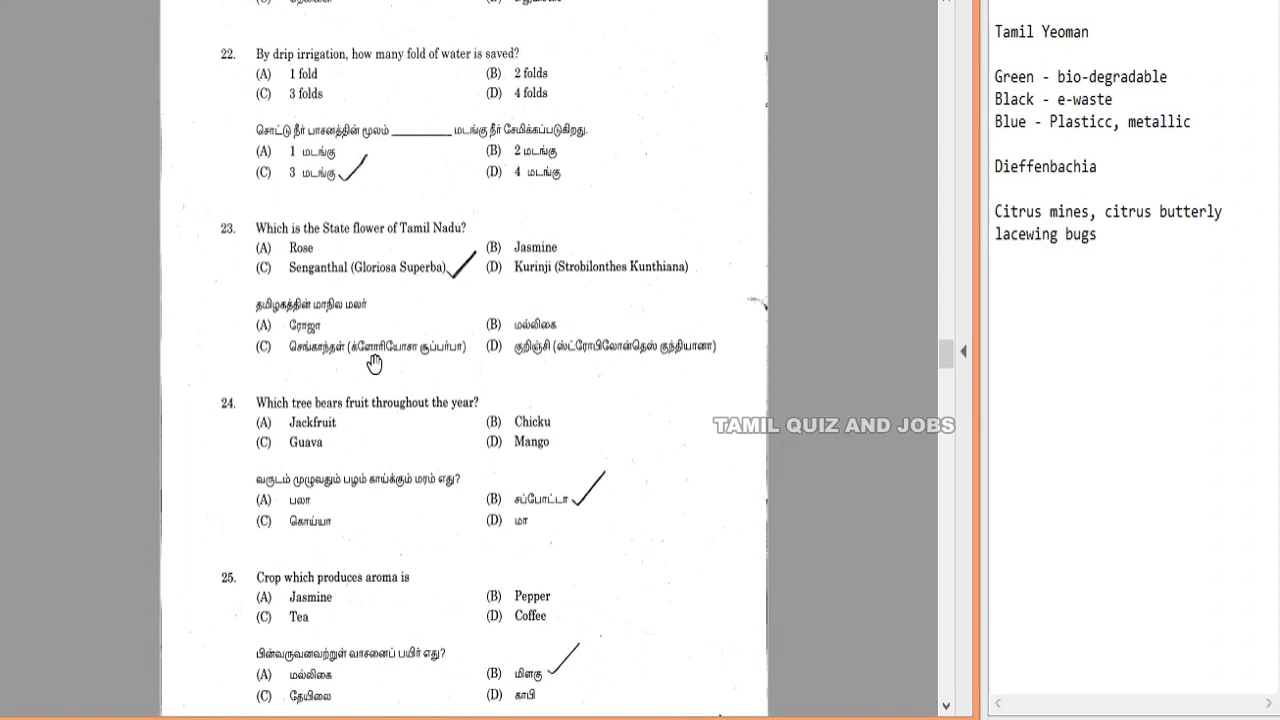 22. By drip irrigation, how many fold of water is saved?
(A) 1 fold (B) 2 folds
(C) 3 folds (D) 4 folds
சொட்டு நீர் பாசனத்தின் மூலம் __________ மடங்கு நீர் சேமிக்கப்படுகிறது.
(A) 1 மடங்கு (B) 2 மடங்கு
(C) 3 மடங்கு (D) 4 மடங்கு
23. Which is the State flower of Tamil Nadu?
(A) Rose (B) Jasmine
(C) Senganthal (Gloriosa Superba) (D) Kurinji (Strobilonthes Kunthiana)
தமிழகத்தின் மாநில மலர்
(A) ரோஜா (B) மல்லிகை
(C) செங்காந்தள் (க்ளோரியோசா சூப்பர்பா) (D) குறிஞ்சி (ஸ்ட்ரோபிலோன்தெஸ் குந்தியானா)
24. Which tree bears fruit throughout the year?
(A) Jackfruit (B) Chicku
(C) Guava (D) Mango
வருடம் முழுவதும் பழம் காய்க்கும் மரம் எது?
(A) பலா (B) சப்போட்டா
(C) கொய்யா (D) மா
25. Crop which produces aroma is
(A) Jasmine (B) Pepper
(C) Tea (D) Coffee
பின்வருவனவற்றுள் வாசனைப் பயிர் எது?
(A) மல்லிகை (B) மிளகு
(C) தேயிலை (D) காபி
TAMIL QUIZ AND JOBS
Tamil Yeoman
Green - bio-degradable
Black - e-waste
Blue - Plasticc, metallic
Dieffenbachia
Citrus mines, citrus butterly
lacewing bugs